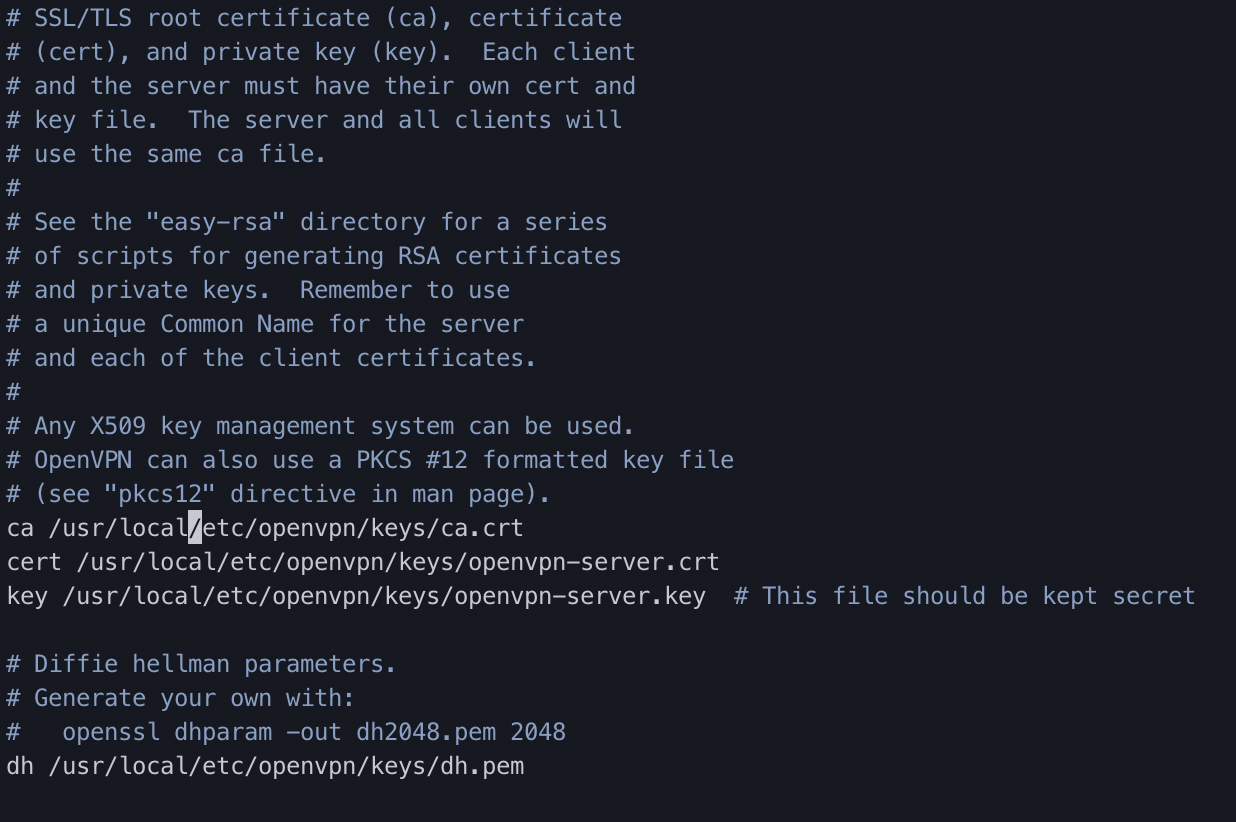 # SSL/TLS root certificate (ca), certificate
# (cert), and private key (key).  Each client
# and the server must have their own cert and
# key file.  The server and all clients will
# use the same ca file.
#
# See the "easy-rsa" directory for a series
# of scripts for generating RSA certificates
# and private keys.  Remember to use
# a unique Common Name for the server
# and each of the client certificates.
#
# Any X509 key management system can be used.
# OpenVPN can also use a PKCS #12 formatted key file
# (see "pkcs12" directive in man page).
ca /usr/local/etc/openvpn/keys/ca.crt
cert /usr/local/etc/openvpn/keys/openvpn-server.crt
key /usr/local/etc/openvpn/keys/openvpn-server.key  # This file should be kept secret

# Diffie hellman parameters.
# Generate your own with:
#   openssl dhparam -out dh2048.pem 2048
dh /usr/local/etc/openvpn/keys/dh.pem